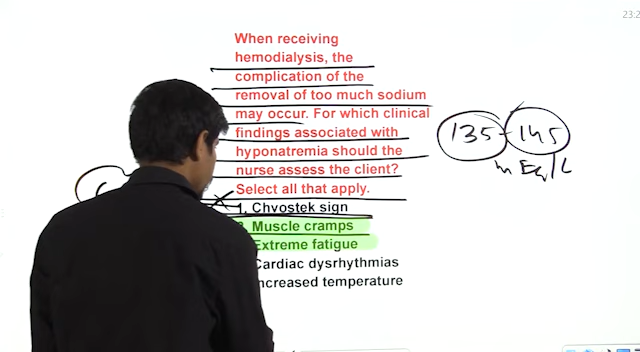 23:2
When receiving
hemodialysis, the
complication of the
removal of too much sodium
may occur. For which clinical
findings associated with
hyponatremia should the
nurse assess the client?
Select all that apply.
1. Chvostek sign
Muscle cramps
Extreme fatigue
Cardiac dysrhythmias
ncreased temperature
135-145
mEq/L